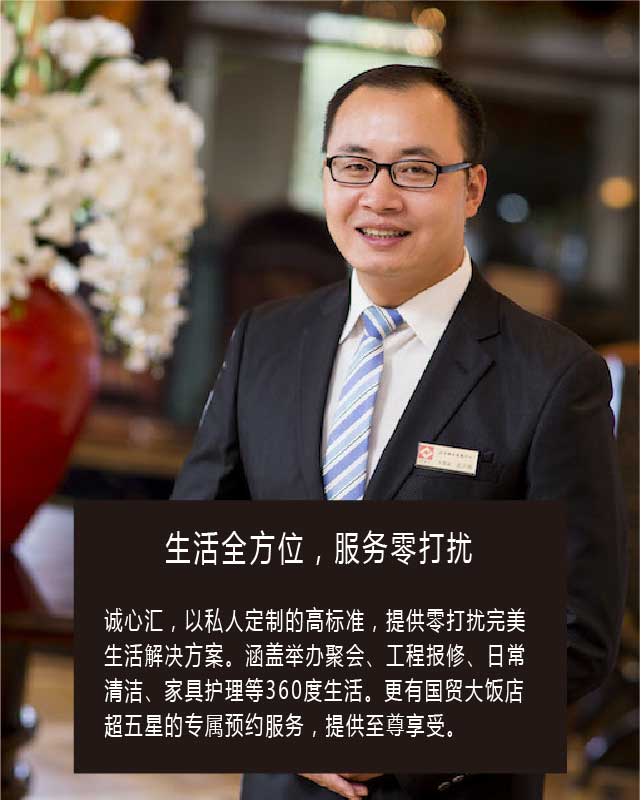 生活全方位，服务零打扰
诚心汇，以私人定制的高标准，提供零打扰完美
生活解决方案。涵盖举办聚会、工程报修、日常
清洁、家具护理等360度生活。更有国贸大饭店
超五星的专属预约服务，提供至尊享受。